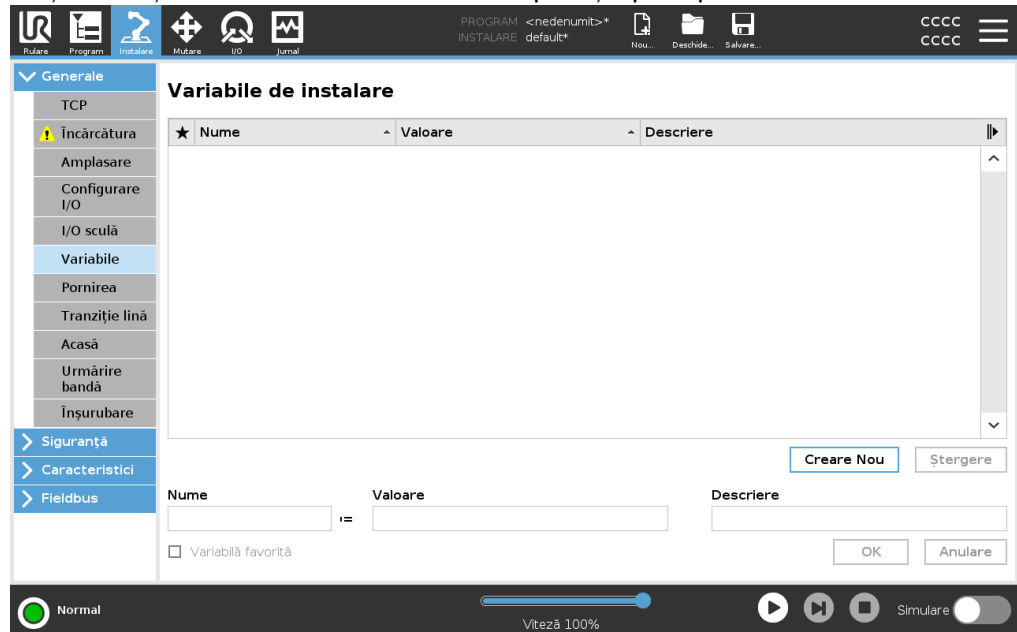 PROGRAM <nedenumit>*
INSTALARE default*
Rulare Program Instalare Mutare I/O Jurnal Nou... Deschide... Salvare...
CCCC
CCCC
Generale
TCP
Încărcătura
Amplasare
Configurare
I/O
I/O sculă
Variabile
Pornirea
Tranziție lină
Acasă
Urmărire
bandă
Înșurubare
Siguranță
Caracteristici
Fieldbus
Variabile de instalare
Nume Valoare Descriere
Creare Nou Ștergere
Nume Valoare Descriere
:=
Variabilă favorită OK Anulare
Normal Viteză 100% Simulare